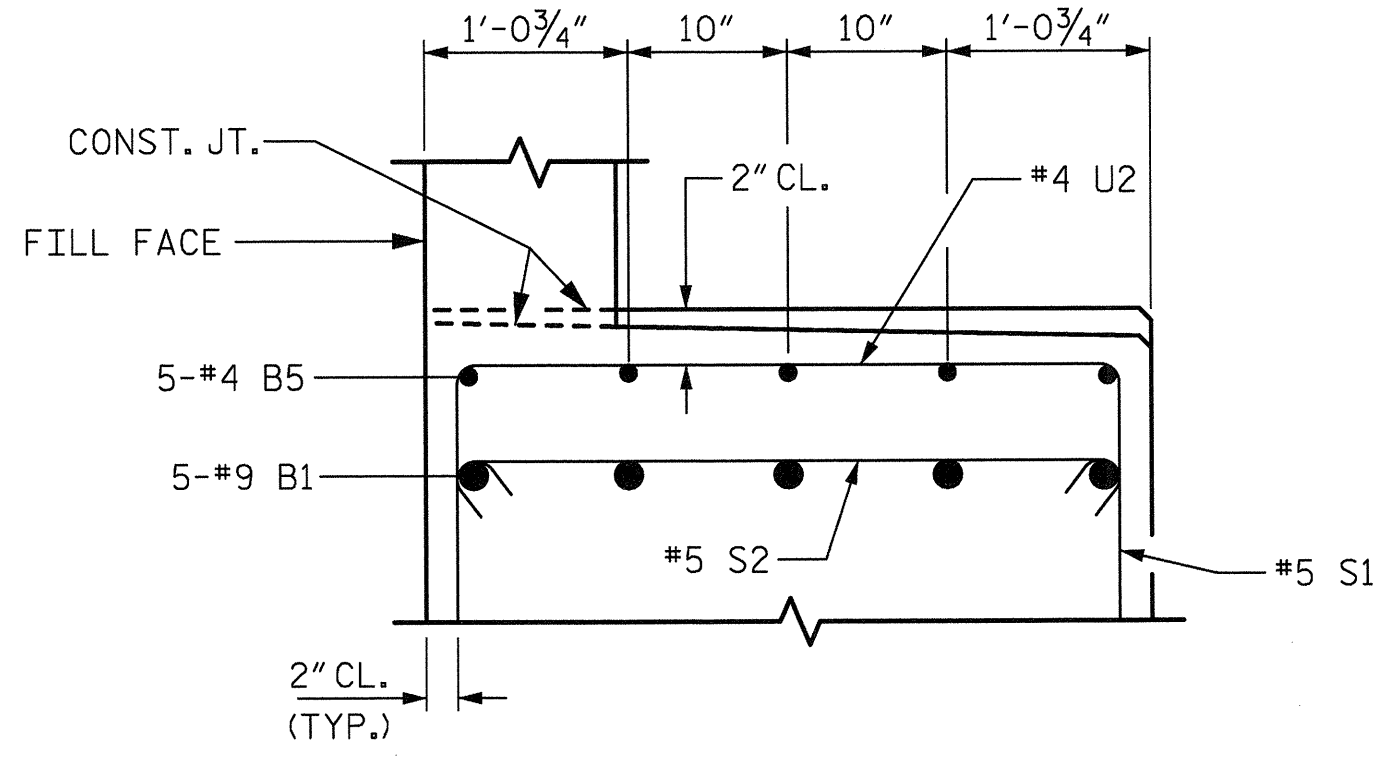 1'-0¾" 10" 10" 1'-0¾"
CONST. JT.
2" CL.
#4 U2
FILL FACE
5-#4 B5
5-#9 B1
#5 S2
#5 S1
2" CL.
(TYP.)